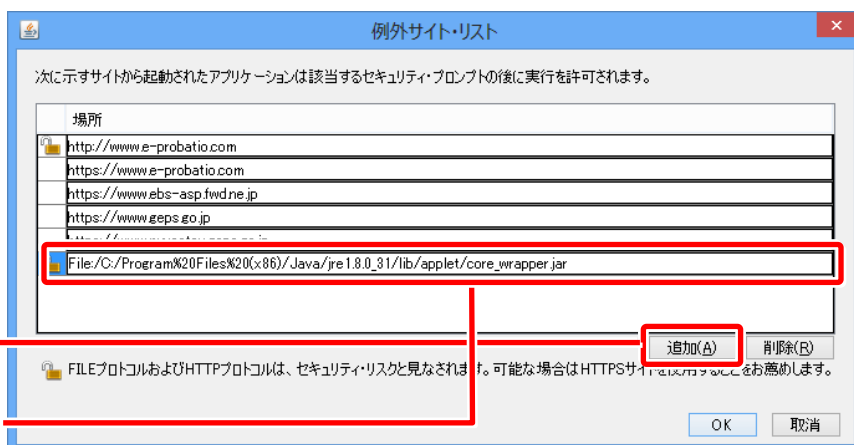 例外サイト・リスト
次に示すサイトから起動されたアプリケーションは該当するセキュリティ・プロンプトの後に実行を許可されます。
場所
http://www.e-probatio.com
https://www.e-probatio.com
https://www.ebs-asp.fwd.ne.jp
https://www.geps.go.jp
File:/C:/Program%20Files%20(x86)/Java/jre1.8.0_31/lib/applet/core_wrapper.jar
追加(A) 削除(R)
FILEプロトコルおよびHTTPプロトコルは、セキュリティ・リスクと見なされます。可能な場合はHTTPSサイトを使用することをお薦めします。
OK 取消